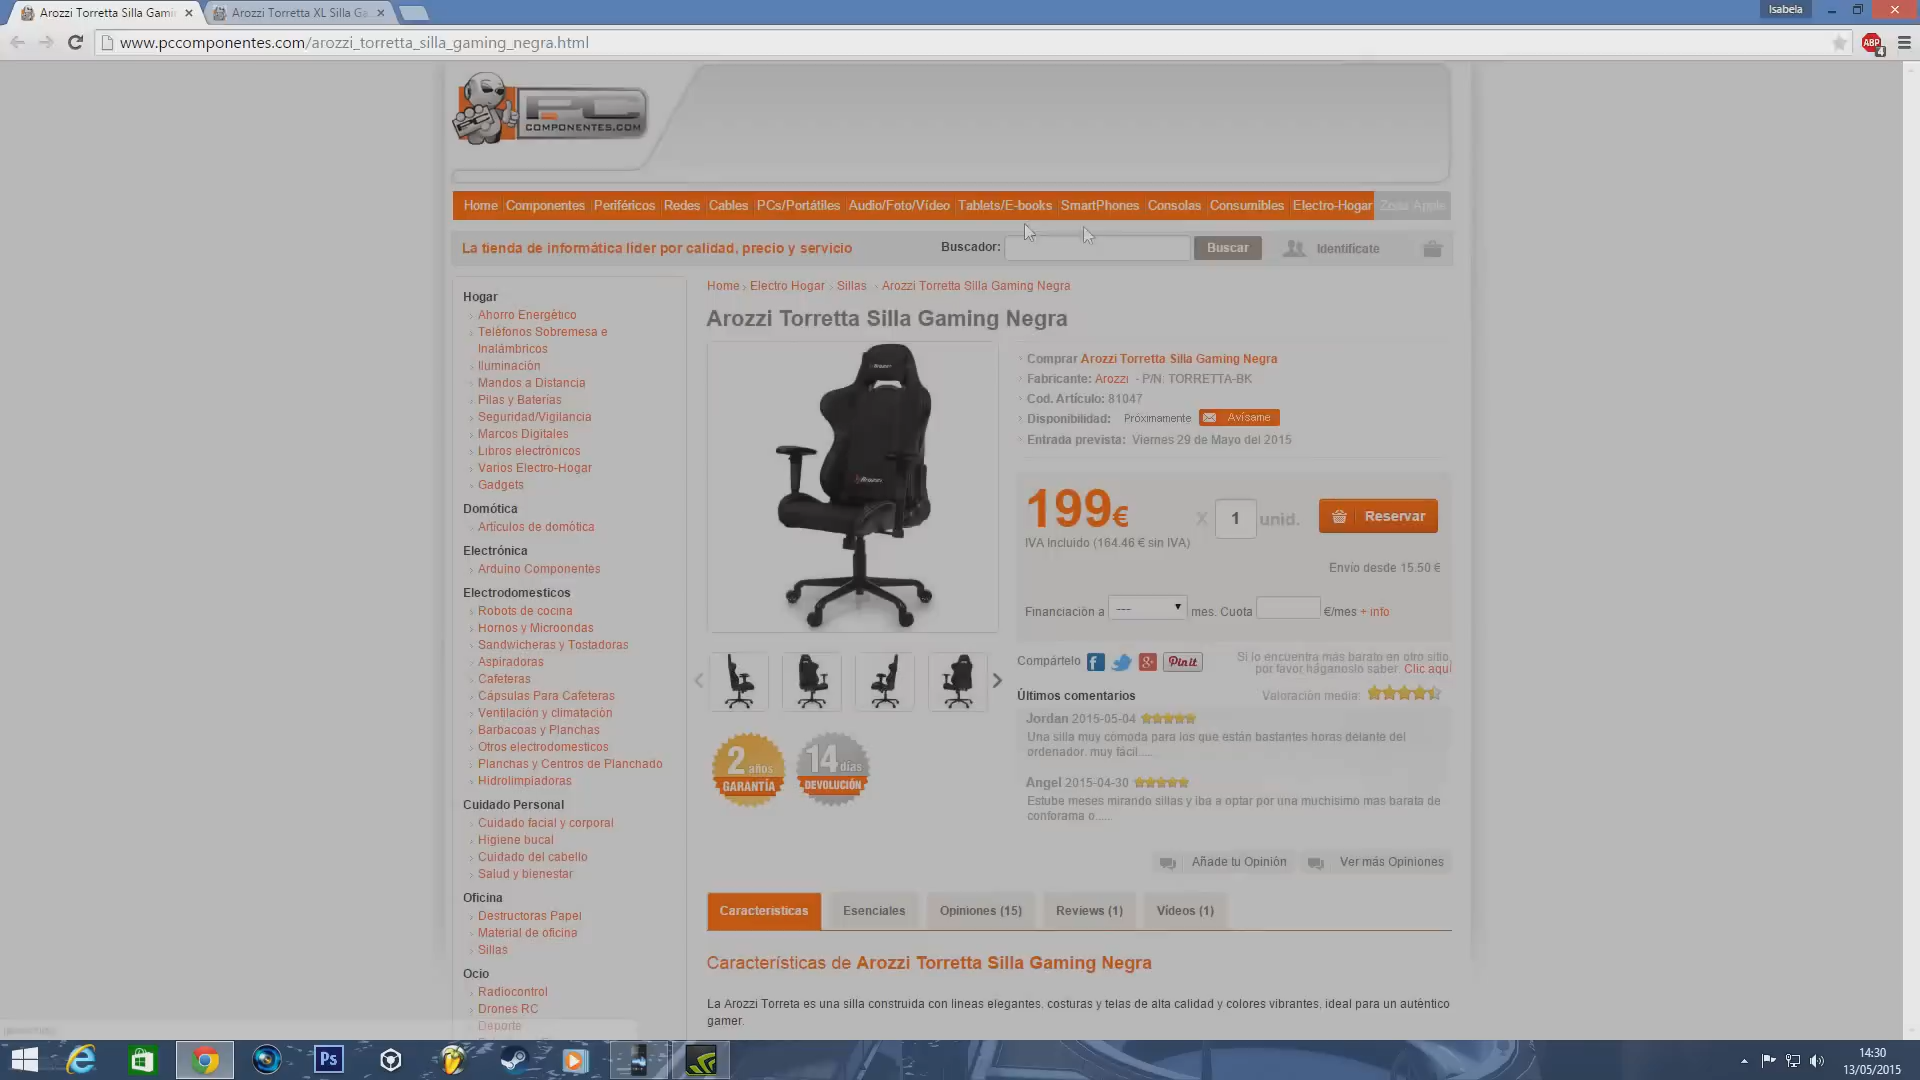 Arozzi Torretta Silla Gamin
Arozzi Torretta XL Silla Ga
Isabela
www.pccomponentes.com/arozzi_torretta_silla_gaming_negra.html
ABP
4
PC
COMPONENTES.COM
Home Componentes Periféricos Redes Cables PCs/Portátiles Audio/Foto/Vídeo Tablets/E-books SmartPhones Consolas Consumibles Electro-Hogar Zona Apple
La tienda de informática líder por calidad, precio y servicio
Buscador:
Buscar
Identifícate
Hogar
Ahorro Energético
Teléfonos Sobremesa e
Inalámbricos
Iluminación
Mandos a Distancia
Pilas y Baterías
Seguridad/Vigilancia
Marcos Digitales
Libros electrónicos
Varios Electro-Hogar
Gadgets
Domótica
Artículos de domótica
Electrónica
Arduino Componentes
Electrodomesticos
Robots de cocina
Hornos y Microondas
Sandwicheras y Tostadoras
Aspiradoras
Cafeteras
Cápsulas Para Cafeteras
Ventilación y climatación
Barbacoas y Planchas
Otros electrodomesticos
Planchas y Centros de Planchado
Hidrolimpiadoras
Cuidado Personal
Cuidado facial y corporal
Higiene bucal
Cuidado del cabello
Salud y bienestar
Oficina
Destructoras Papel
Material de oficina
Sillas
Ocio
Radiocontrol
Drones RC
Deporte
Home › Electro Hogar › Sillas › Arozzi Torretta Silla Gaming Negra
Arozzi Torretta Silla Gaming Negra
Arozzi
Comprar Arozzi Torretta Silla Gaming Negra
Fabricante: Arozzi - P/N: TORRETTA-BK
Cod. Artículo: 81047
Disponibilidad: Próximamente Avísame
Entrada prevista: Viernes 29 de Mayo del 2015
199€
X 1 unid.
Reservar
IVA Incluido (164.46 € sin IVA)
Envío desde 15.50 €
Financiación a --- mes. Cuota €/mes + info
Compártelo
Pin it
Si lo encuentra más barato en otro sitio,
por favor háganoslo saber. Clic aquí
Últimos comentarios
Valoración media:
Jordan 2015-05-04
Una silla muy cómoda para los que están bastantes horas delante del
ordenador. muy fácil.....
Angel 2015-04-30
Estube meses mirando sillas y iba a optar por una muchisimo mas barata de
conforama o......
2 años
GARANTÍA
14 días
DEVOLUCIÓN
Añade tu Opinión
Ver más Opiniones
Características
Esenciales
Opiniones (15)
Reviews (1)
Vídeos (1)
Características de Arozzi Torretta Silla Gaming Negra
La Arozzi Torreta es una silla construida con líneas elegantes, costuras y telas de alta calidad y colores vibrantes, ideal para un auténtico
gamer.
Ps
14:30
13/05/2015